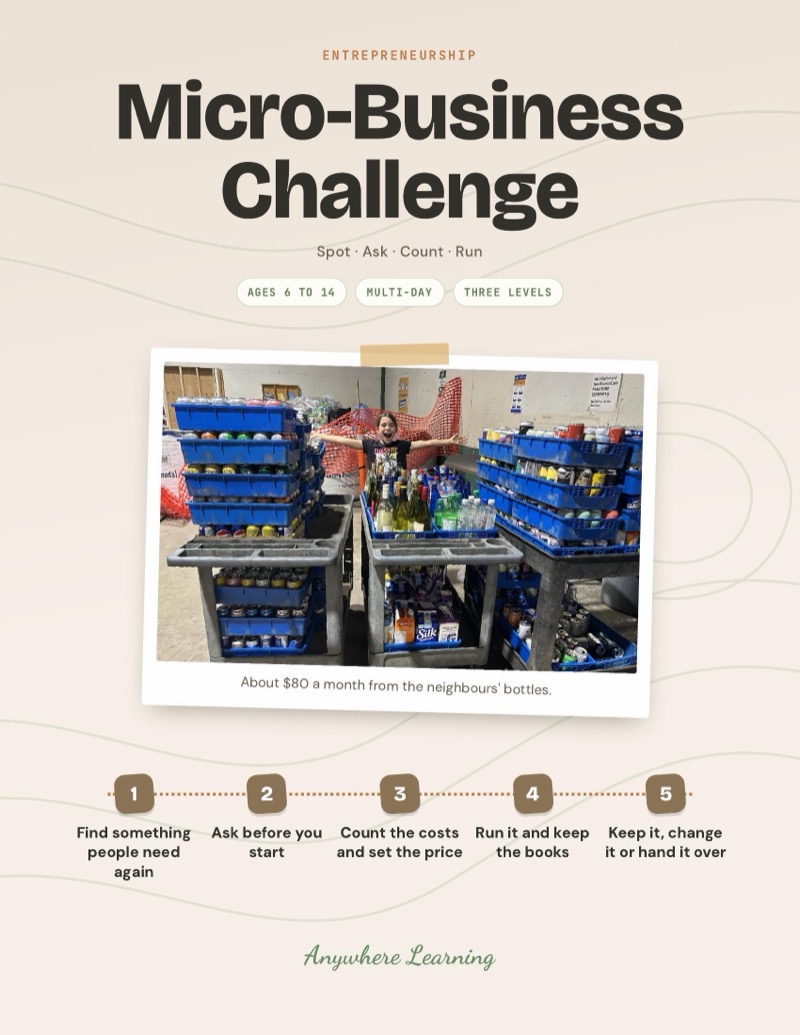 ENTREPRENEURSHIP
Micro-Business
Challenge
Spot · Ask · Count · Run
AGES 6 TO 14
MULTI-DAY
THREE LEVELS
Silk
About $80 a month from the neighbours' bottles.
1
2
3
4
5
Find something
people need
again
Ask before you
start
Count the costs
and set the price
Run it and keep
the books
Keep it, change
it or hand it over
Anywhere Learning